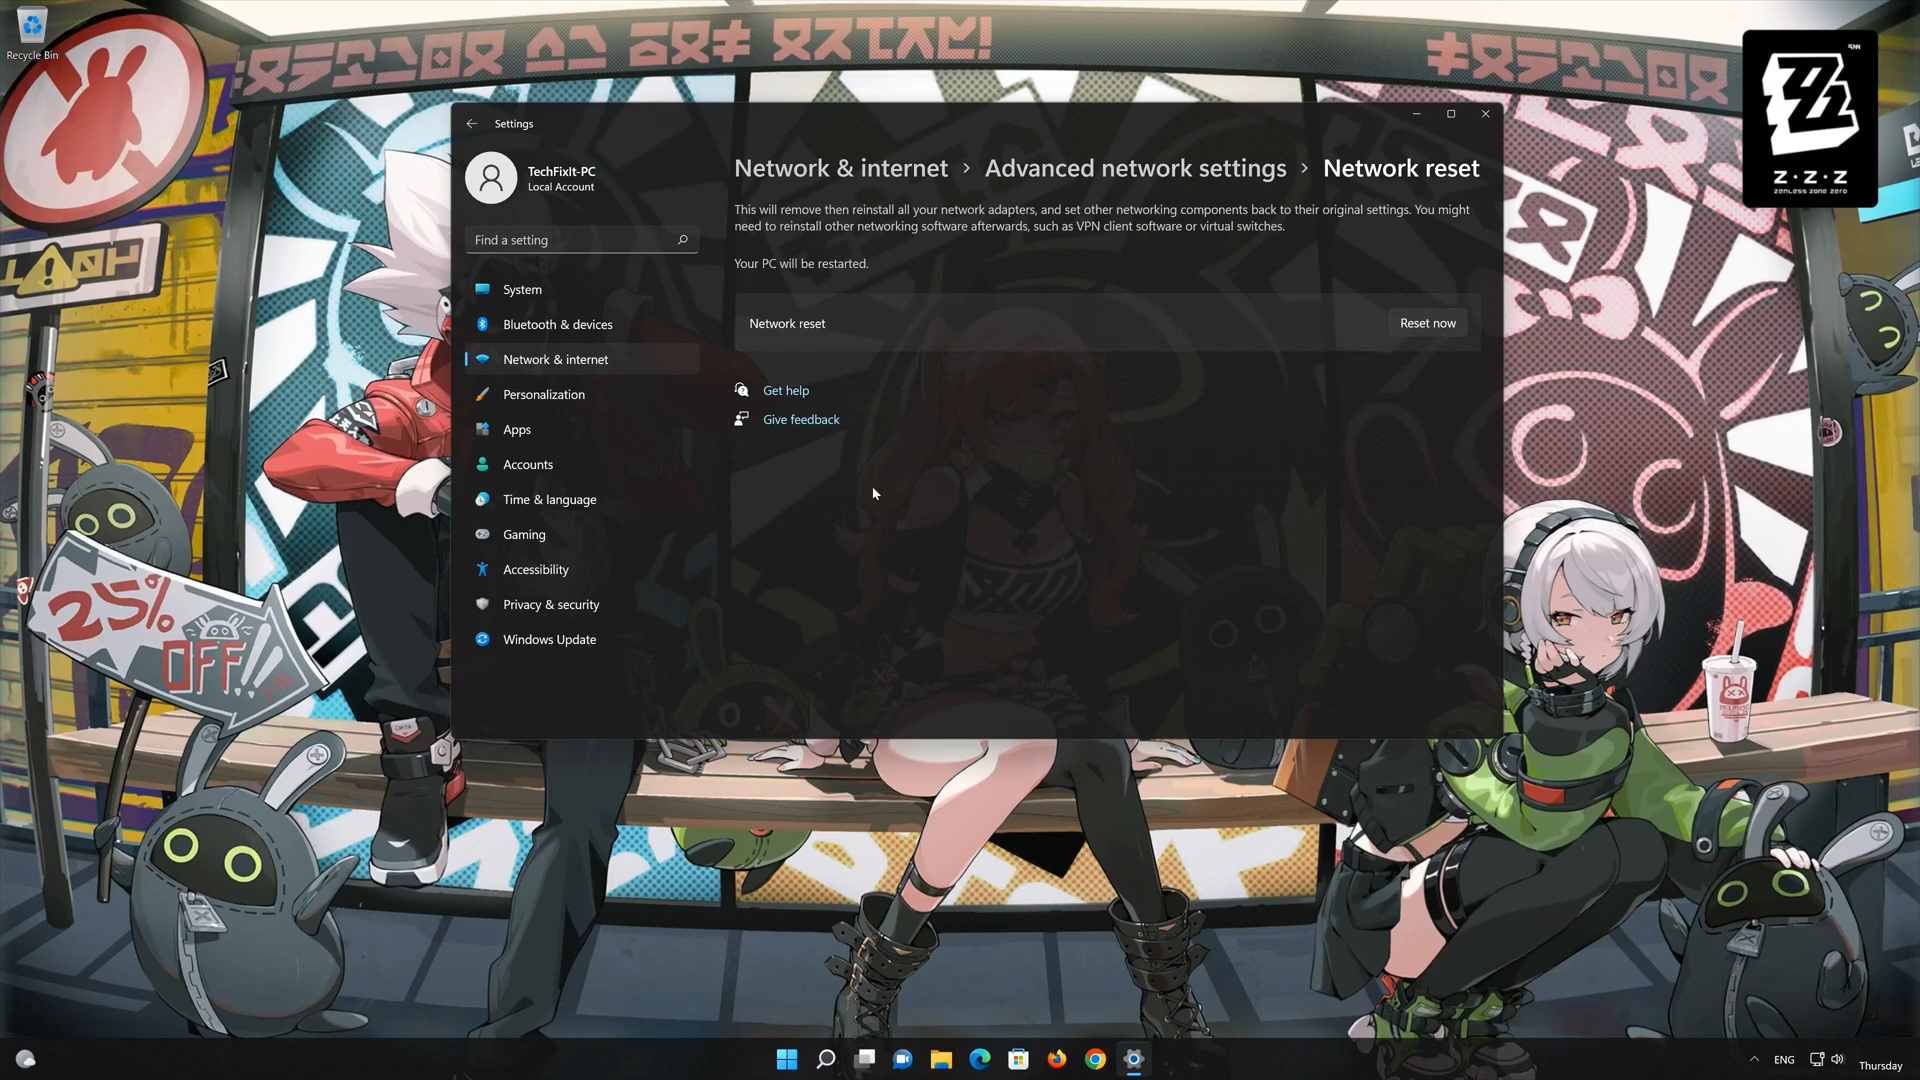 Recycle Bin
Z·Z·Z
Zenless Zone Zero
Settings
TechFixIt-PC
Local Account
Find a setting
System
Bluetooth & devices
Network & internet
Personalization
Apps
Accounts
Time & language
Gaming
Accessibility
Privacy & security
Windows Update
Network & internet > Advanced network settings > Network reset
This will remove then reinstall all your network adapters, and set other networking components back to their original settings. You might
need to reinstall other networking software afterwards, such as VPN client software or virtual switches.
Your PC will be restarted.
Network reset
Reset now
Get help
Give feedback
25%
OFF!!
ENG
Thursday